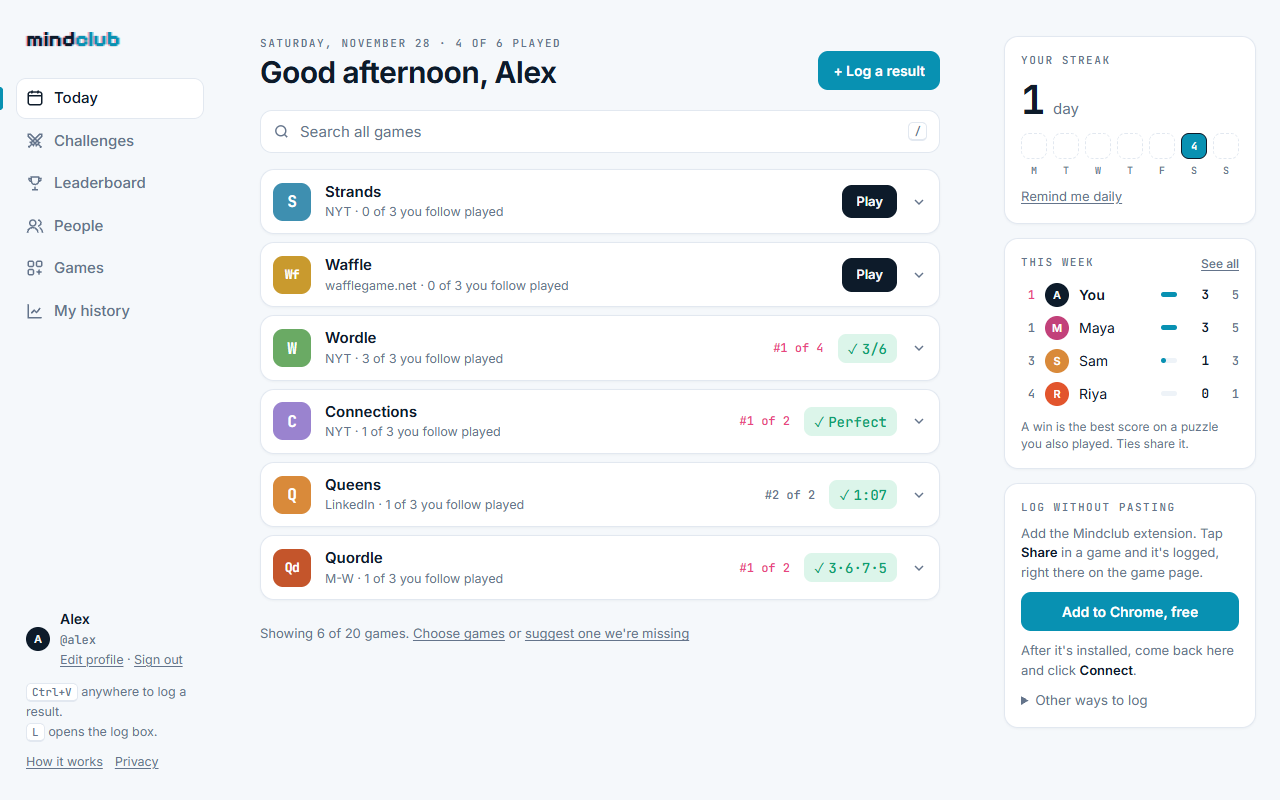 mindclub
Today
Challenges
Leaderboard
People
Games
My history
A
Alex
@alex
Edit profile · Sign out
Ctrl+V anywhere to log a
result.
L opens the log box.
How it works Privacy
SATURDAY, NOVEMBER 28 · 4 OF 6 PLAYED
Good afternoon, Alex
+ Log a result
Search all games /
S Strands
NYT · 0 of 3 you follow played
Play
Wf Waffle
wafflegame.net · 0 of 3 you follow played
Play
W Wordle
NYT · 3 of 3 you follow played
#1 of 4 ✓ 3/6
C Connections
NYT · 1 of 3 you follow played
#1 of 2 ✓ Perfect
Q Queens
LinkedIn · 1 of 3 you follow played
#2 of 2 ✓ 1:07
Qd Quordle
M-W · 1 of 3 you follow played
#1 of 2 ✓ 3·6·7·5
Showing 6 of 20 games. Choose games or suggest one we're missing
YOUR STREAK
1 day
4
M T W T F S S
Remind me daily
THIS WEEK See all
1 A You 3 5
1 M Maya 3 5
3 S Sam 1 3
4 R Riya 0 1
A win is the best score on a puzzle
you also played. Ties share it.
LOG WITHOUT PASTING
Add the Mindclub extension. Tap
Share in a game and it's logged,
right there on the game page.
Add to Chrome, free
After it's installed, come back here
and click Connect.
Other ways to log